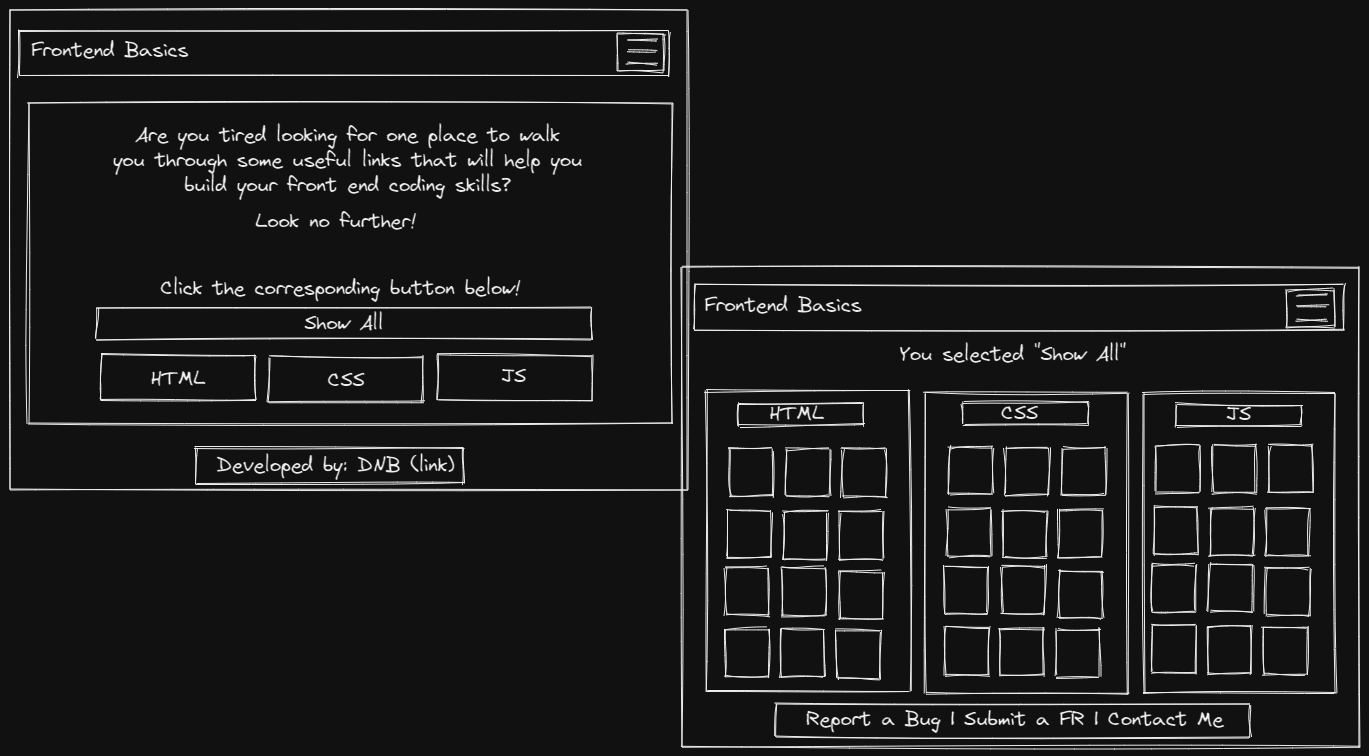 Frontend Basics
Are you tired looking for one place to walk
you through some useful links that will help you
build your front end coding skills?
Look no further!
Click the corresponding button below!
Show All
HTML
CSS
JS
Developed by: DNB (link)
Frontend Basics
You selected "Show All"
HTML
CSS
JS
Report a Bug | Submit a FR | Contact Me